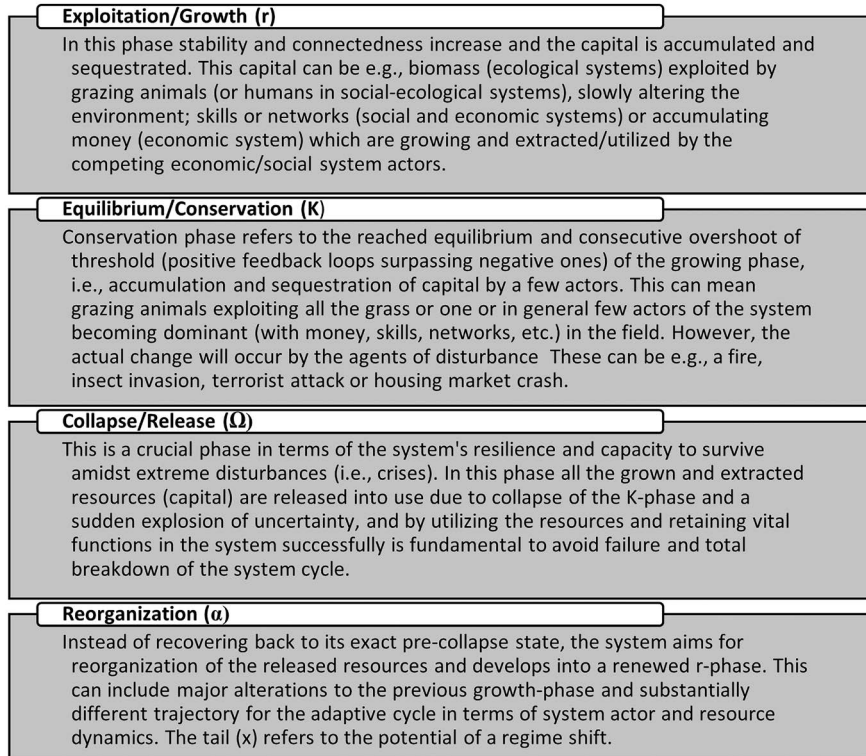 Exploitation/Growth (r)
In this phase stability and connectedness increase and the capital is accumulated and
sequestrated. This capital can be e.g., biomass (ecological systems) exploited by
grazing animals (or humans in social-ecological systems), slowly altering the
environment; skills or networks (social and economic systems) or accumulating
money (economic system) which are growing and extracted/utilized by the
competing economic/social system actors.
Equilibrium/Conservation (K)
Conservation phase refers to the reached equilibrium and consecutive overshoot of
threshold (positive feedback loops surpassing negative ones) of the growing phase,
i.e., accumulation and sequestration of capital by a few actors. This can mean
grazing animals exploiting all the grass or one or in general few actors of the system
becoming dominant (with money, skills, networks, etc.) in the field. However, the
actual change will occur by the agents of disturbance  These can be e.g., a fire,
insect invasion, terrorist attack or housing market crash.
Collapse/Release (Ω)
This is a crucial phase in terms of the system's resilience and capacity to survive
amidst extreme disturbances (i.e., crises). In this phase all the grown and extracted
resources (capital) are released into use due to collapse of the K-phase and a
sudden explosion of uncertainty, and by utilizing the resources and retaining vital
functions in the system successfully is fundamental to avoid failure and total
breakdown of the system cycle.
Reorganization (α)
Instead of recovering back to its exact pre-collapse state, the system aims for
reorganization of the released resources and develops into a renewed r-phase. This
can include major alterations to the previous growth-phase and substantially
different trajectory for the adaptive cycle in terms of system actor and resource
dynamics. The tail (x) refers to the potential of a regime shift.